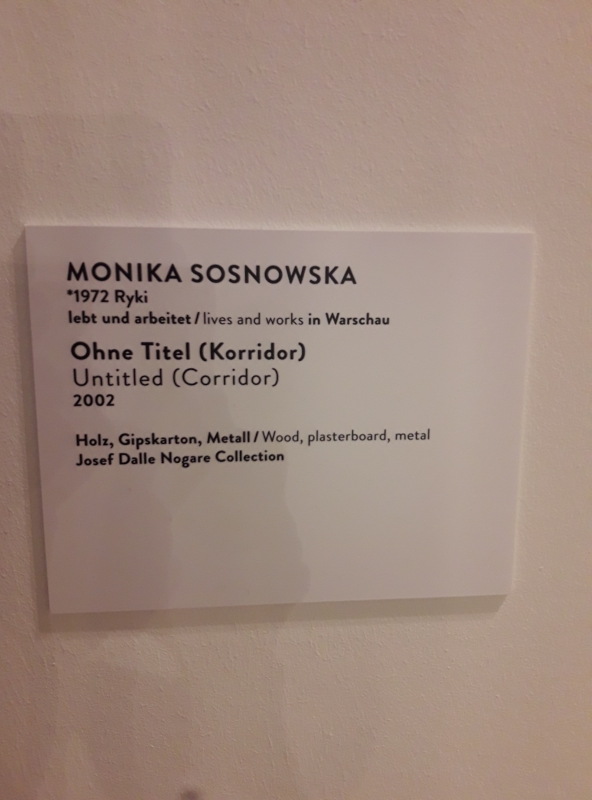 MONIKA SOSNOWSKA
*1972 Ryki
lebt und arbeitet / lives and works in Warschau
Ohne Titel (Korridor)
Untitled (Corridor)
2002
Holz, Gipskarton, Metall / Wood, plasterboard, metal
Josef Dalle Nogare Collection